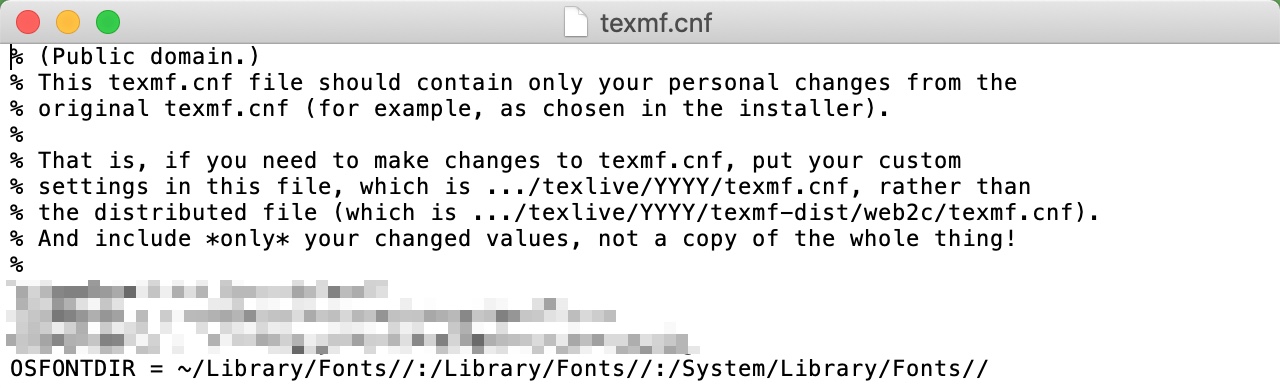 texmf.cnf
% (Public domain.)
% This texmf.cnf file should contain only your personal changes from the
% original texmf.cnf (for example, as chosen in the installer).
%
% That is, if you need to make changes to texmf.cnf, put your custom
% settings in this file, which is .../texlive/YYYY/texmf.cnf, rather than
% the distributed file (which is .../texlive/YYYY/texmf-dist/web2c/texmf.cnf).
% And include *only* your changed values, not a copy of the whole thing!
%
OSFONTDIR = ~/Library/Fonts//:/Library/Fonts//:/System/Library/Fonts//